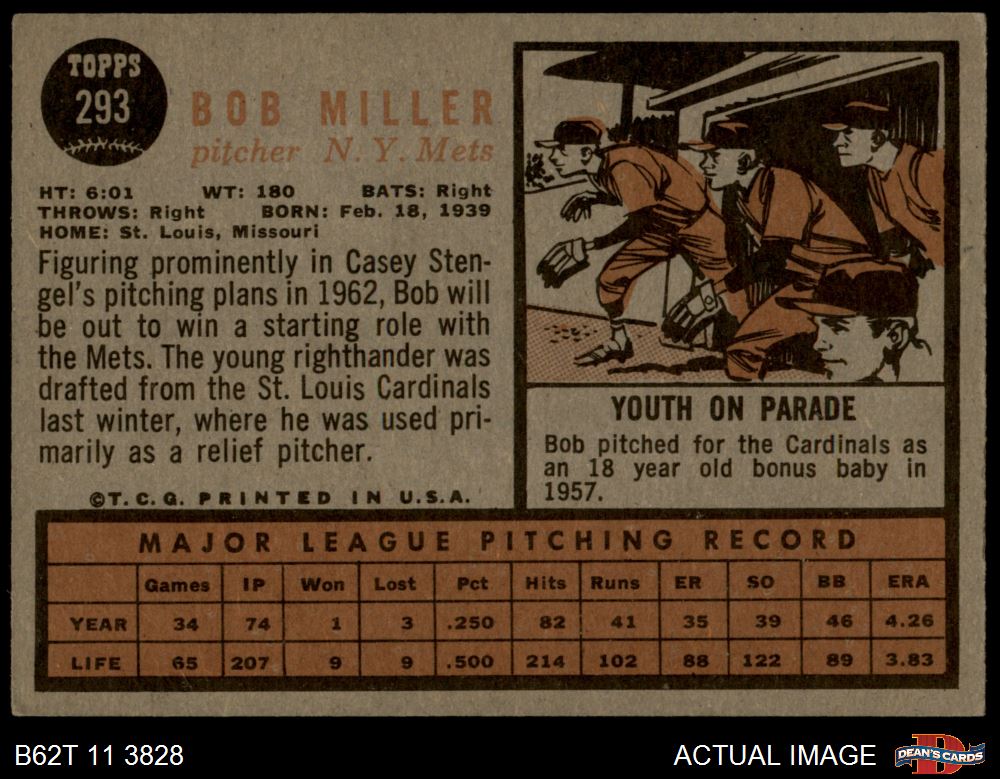 TOPPS
293
BOB MILLER
pitcher N. Y. Mets
HT: 6:01 WT: 180 BATS: Right
THROWS: Right BORN: Feb. 18, 1939
HOME: St. Louis, Missouri
Figuring prominently in Casey Sten-
gel's pitching plans in 1962, Bob will
be out to win a starting role with
the Mets. The young righthander was
drafted from the St. Louis Cardinals
last winter, where he was used pri-
marily as a relief pitcher.
©T. C. G. PRINTED IN U.S.A.
YOUTH ON PARADE
Bob pitched for the Cardinals as
an 18 year old bonus baby in
1957.
MAJOR LEAGUE PITCHING RECORD
Games IP Won Lost Pct Hits Runs ER SO BB ERA
YEAR 34 74 1 3 .250 82 41 35 39 46 4.26
LIFE 65 207 9 9 .500 214 102 88 122 89 3.83
B62T 11 3828 ACTUAL IMAGE D DEAN'S CARDS